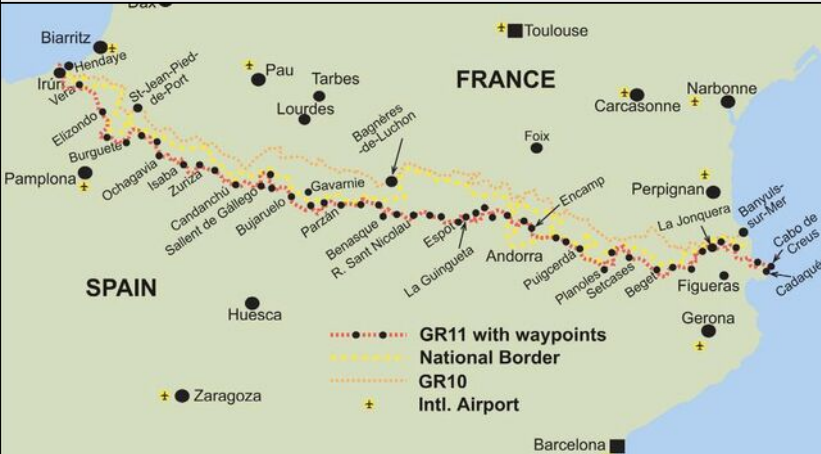 Dax
Biarritz
Hendaye
Irún
Vera
St-Jean-Pied-
de-Port
Elizondo
Burguete
Pamplona
Ochagavia
Isaba
Zuriza
Candanchú
Sallent de Gállego
Bujaruelo
Pau
Tarbes
Lourdes
Gavarnie
Parzán
Bagnères
-de-Luchon
Benasque
R. Sant Nicolau
Espot
La Guingueta
Toulouse
FRANCE
Foix
Encamp
Andorra
Puigcerdá
Planoles
Setcases
Beget
Carcasonne
Narbonne
Perpignan
La Jonquera
Banyuls-
sur-Mer
Cabo de
Creus
Cadaqué
Figueras
Gerona
SPAIN
Huesca
Zaragoza
Barcelona
GR11 with waypoints
National Border
GR10
Intl. Airport